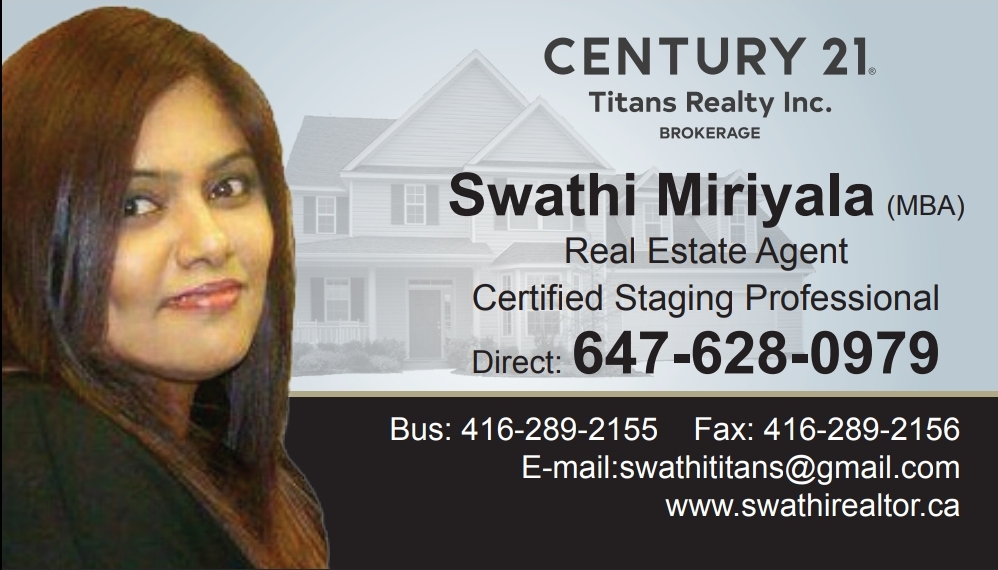 CENTURY 21®
Titans Realty Inc.
BROKERAGE
Swathi Miriyala (MBA)
Real Estate Agent
Certified Staging Professional
Direct: 647-628-0979
Bus: 416-289-2155 Fax: 416-289-2156
E-mail:swathititans@gmail.com
www.swathirealtor.ca